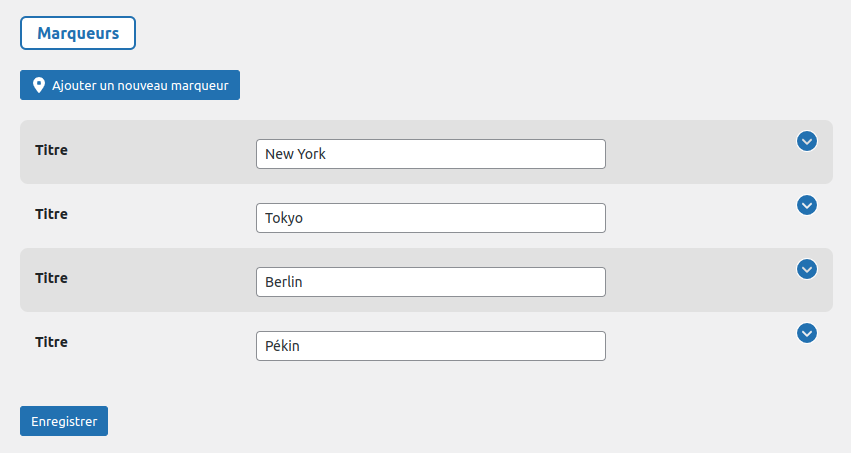 Marqueurs
Ajouter un nouveau marqueur
Titre New York
Titre Tokyo
Titre Berlin
Titre Pékin
Enregistrer